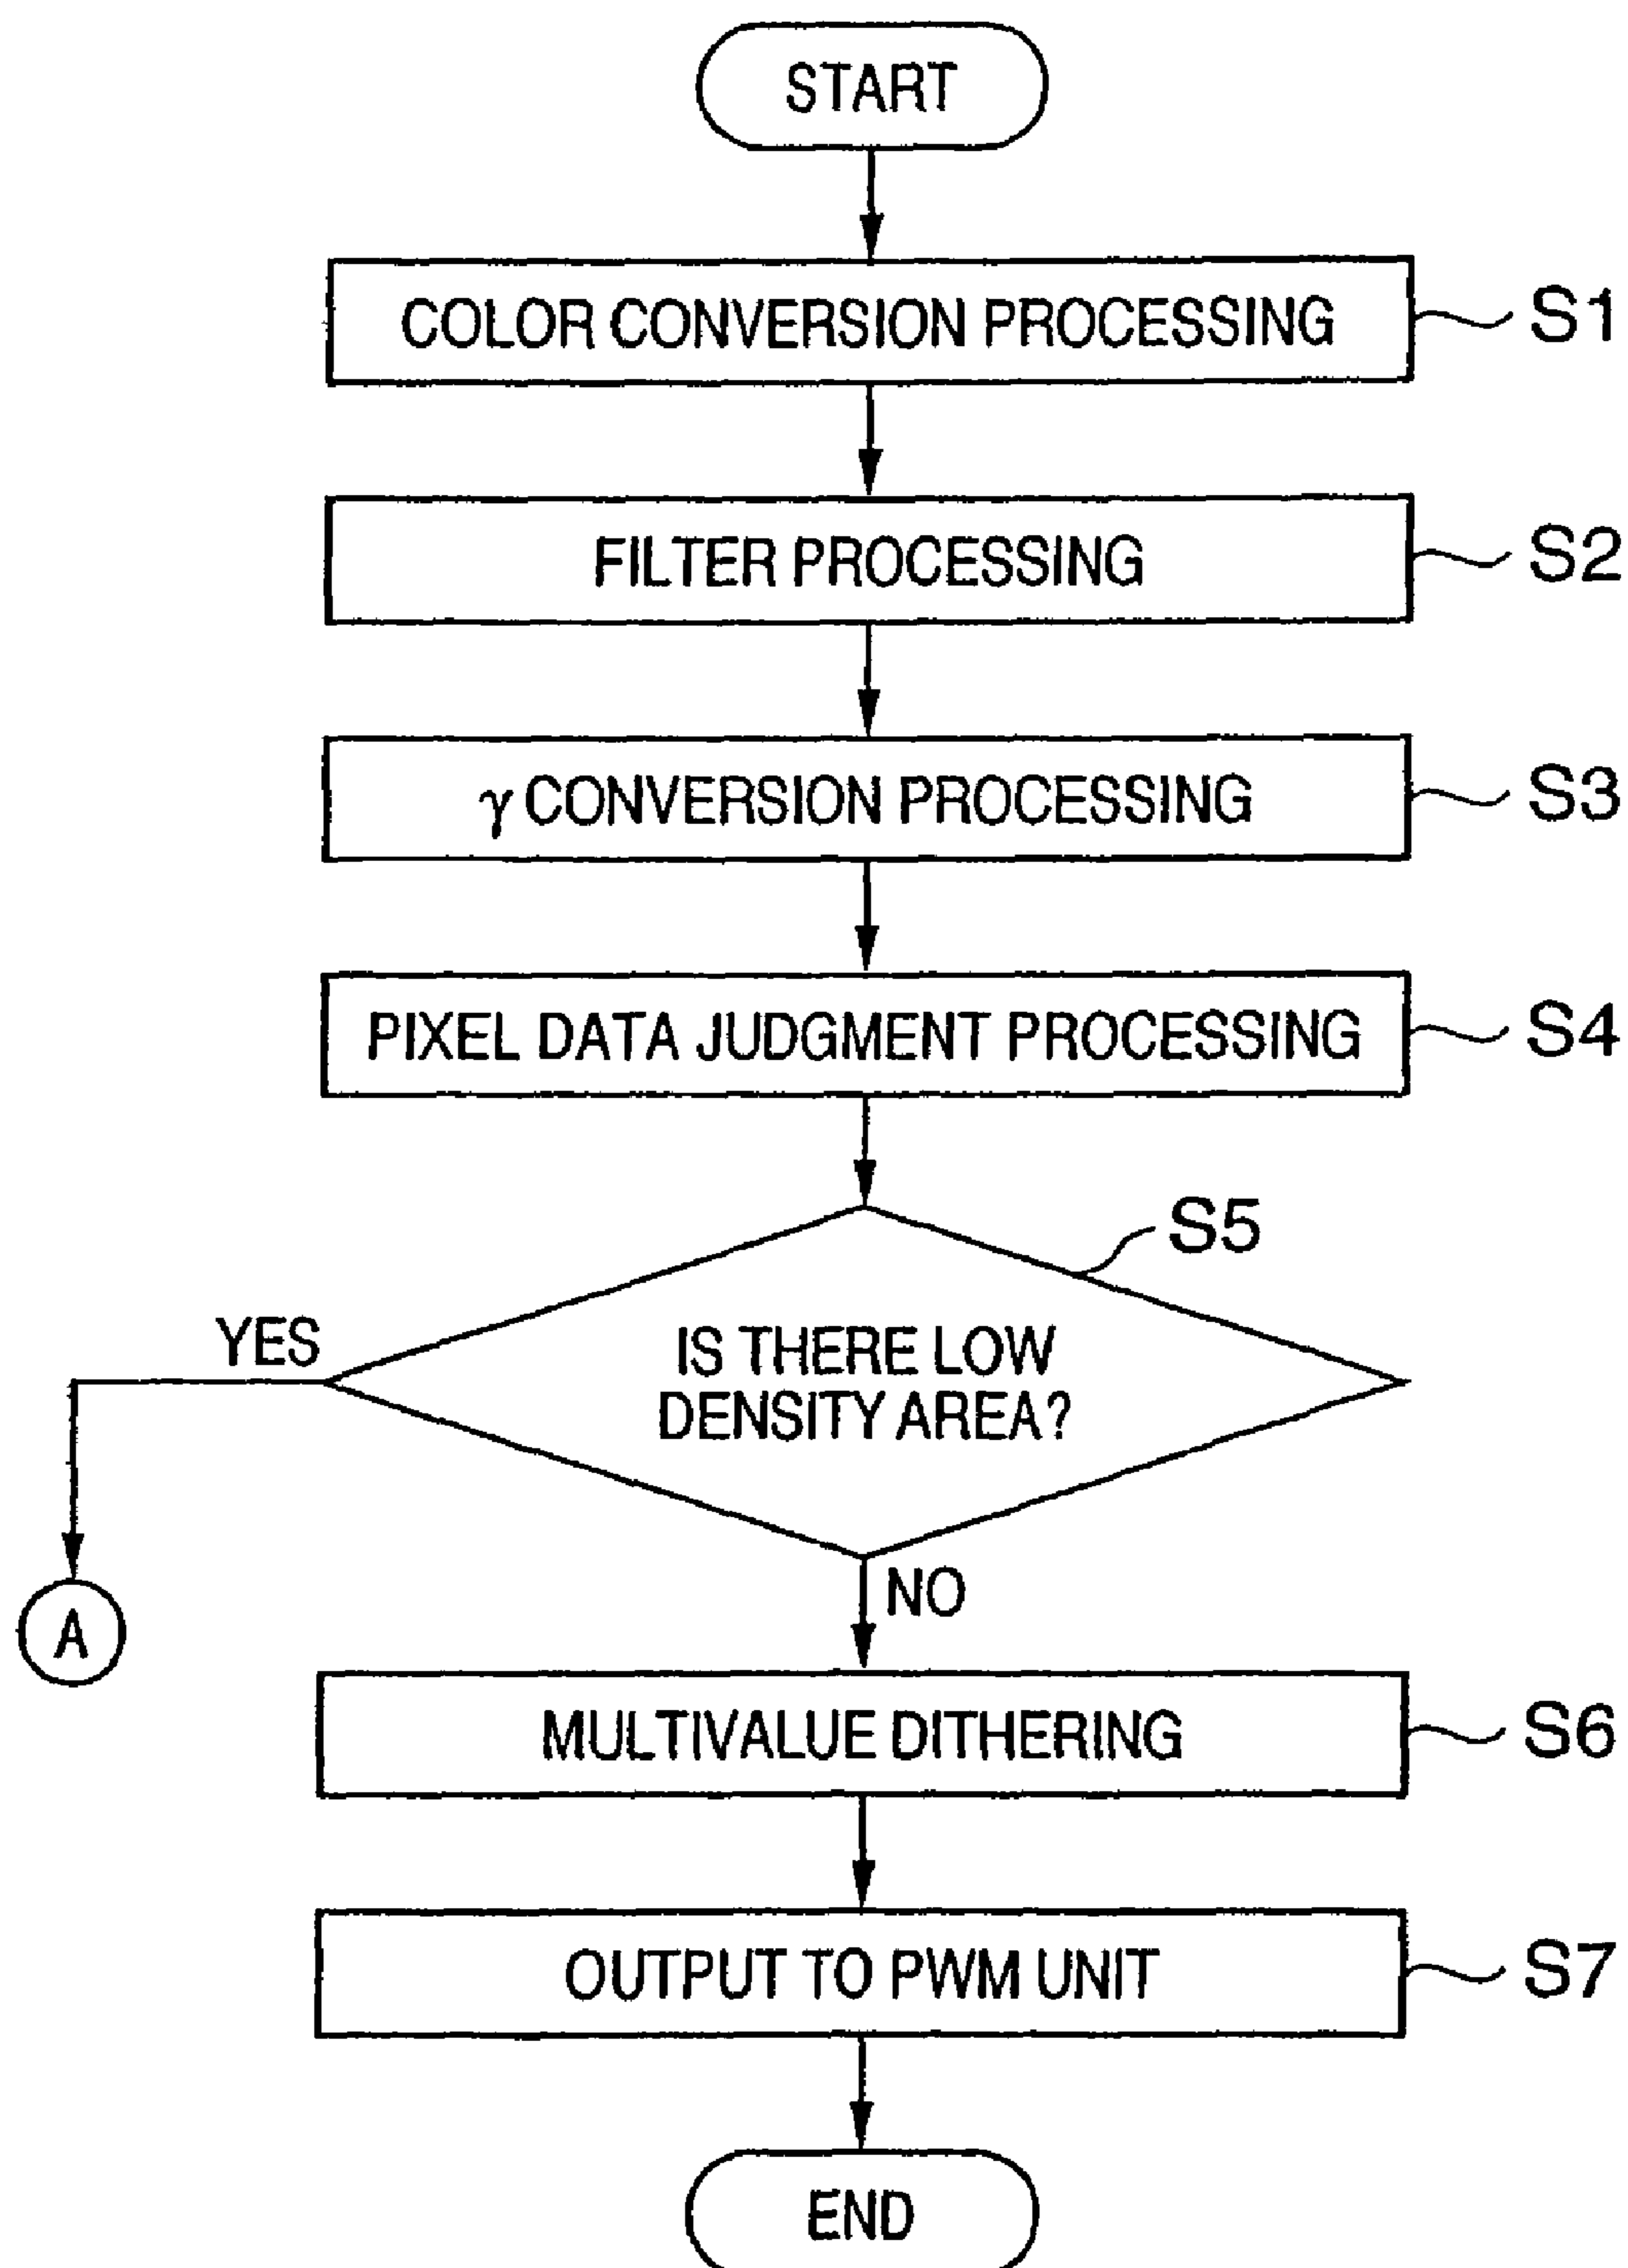 START
COLOR CONVERSION PROCESSING
S1
FILTER PROCESSING
S2
γ CONVERSION PROCESSING
S3
PIXEL DATA JUDGMENT PROCESSING
S4
S5
YES
IS THERE LOW
DENSITY AREA?
NO
A
MULTIVALUE DITHERING
S6
OUTPUT TO PWM UNIT
S7
END